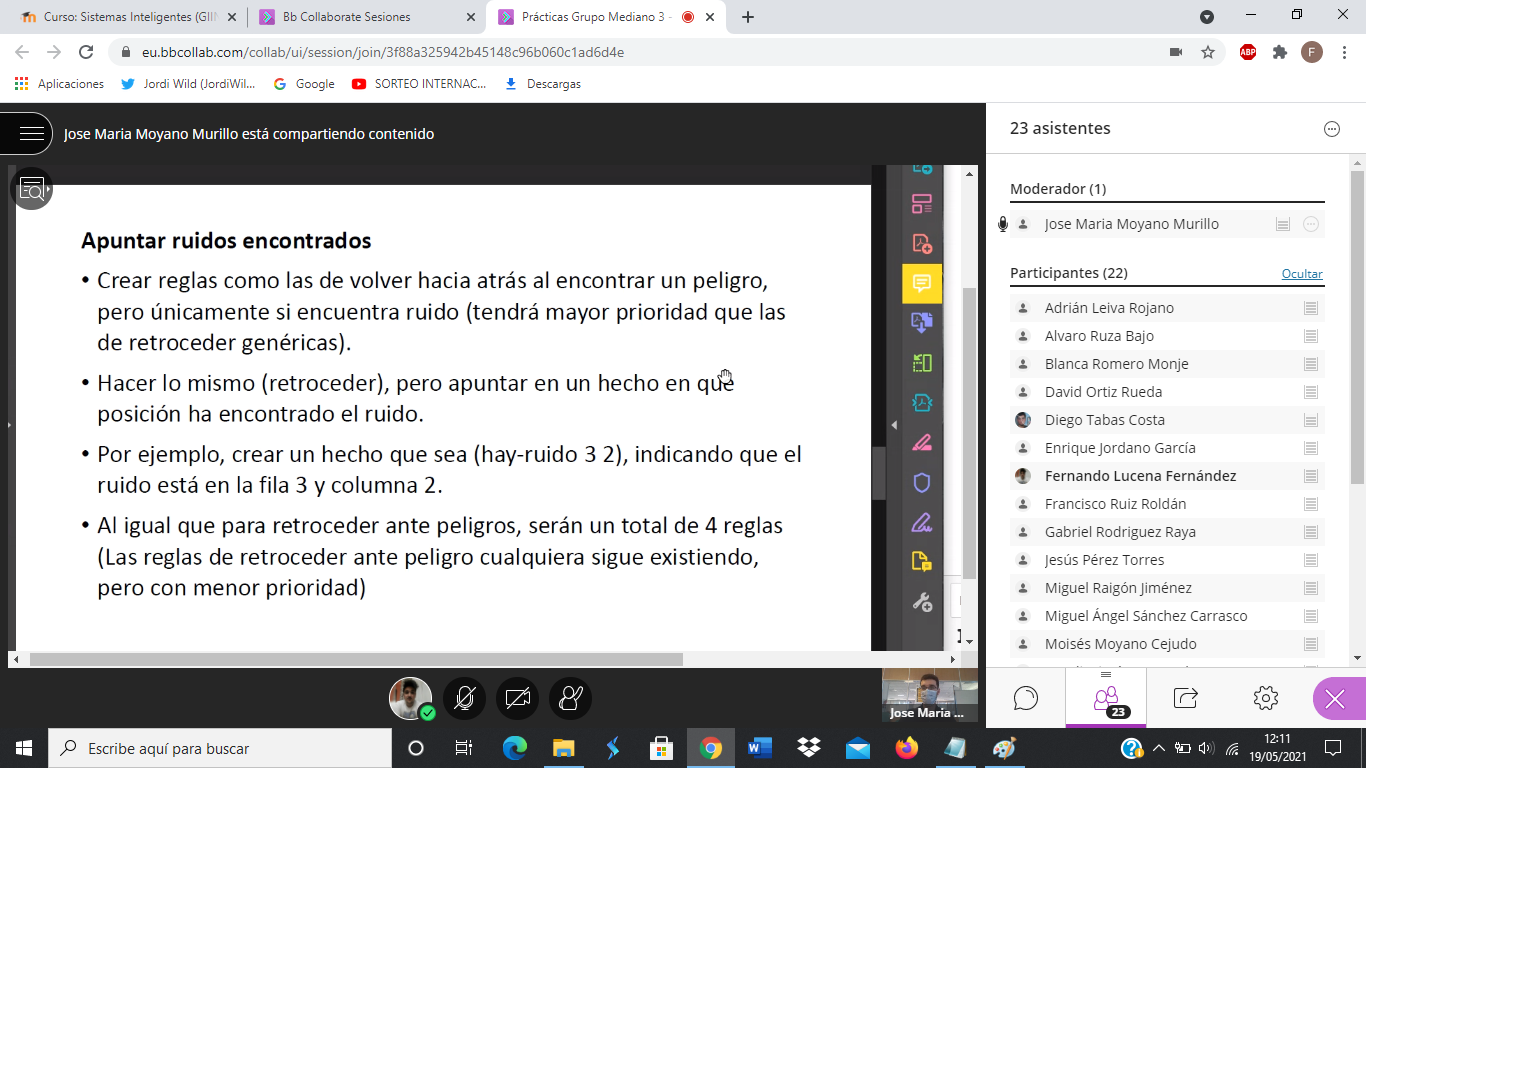 Curso: Sistemas Inteligentes (GIIN
Bb Collaborate Sesiones
Prácticas Grupo Mediano 3 -
eu.bbcollab.com/collab/ui/session/join/3f88a325942b45148c96b060c1ad6d4e
ABP
F
Aplicaciones
Jordi Wild (JordiWil...
Google
SORTEO INTERNAC...
Descargas
Jose Maria Moyano Murillo está compartiendo contenido
Apuntar ruidos encontrados
• Crear reglas como las de volver hacia atrás al encontrar un peligro,
pero únicamente si encuentra ruido (tendrá mayor prioridad que las
de retroceder genéricas).
• Hacer lo mismo (retroceder), pero apuntar en un hecho en que
posición ha encontrado el ruido.
• Por ejemplo, crear un hecho que sea (hay-ruido 3 2), indicando que el
ruido está en la fila 3 y columna 2.
• Al igual que para retroceder ante peligros, serán un total de 4 reglas
(Las reglas de retroceder ante peligro cualquiera sigue existiendo,
pero con menor prioridad)
Jose Maria ...
23 asistentes
Moderador (1)
Jose Maria Moyano Murillo
Participantes (22)
Ocultar
Adrián Leiva Rojano
Alvaro Ruza Bajo
Blanca Romero Monje
David Ortiz Rueda
Diego Tabas Costa
Enrique Jordano García
Fernando Lucena Fernández
Francisco Ruiz Roldán
Gabriel Rodriguez Raya
Jesús Pérez Torres
Miguel Raigón Jiménez
Miguel Ángel Sánchez Carrasco
Moisés Moyano Cejudo
23
Escribe aquí para buscar
12:11
19/05/2021